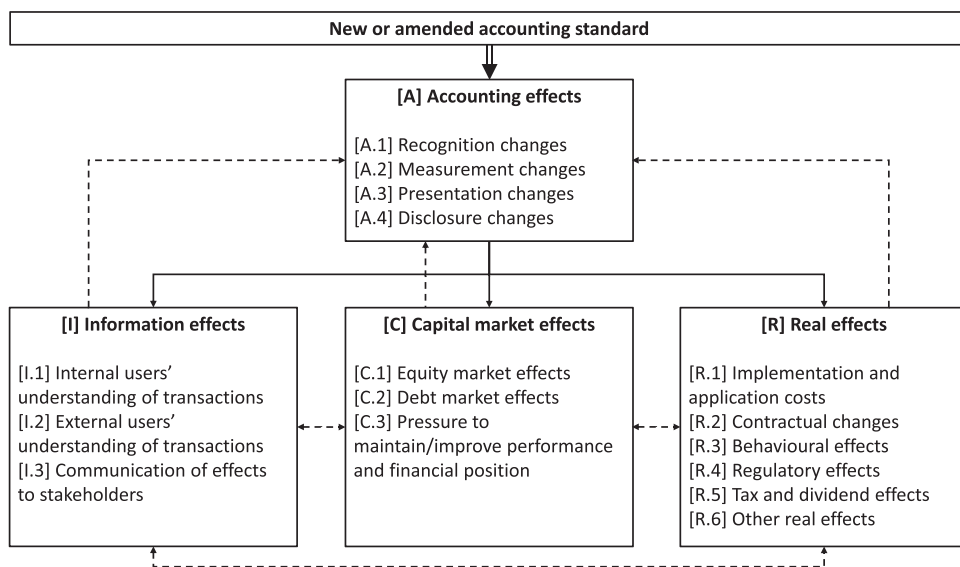 New or amended accounting standard
[A] Accounting effects
[A.1] Recognition changes
[A.2] Measurement changes
[A.3] Presentation changes
[A.4] Disclosure changes
[I] Information effects
[I.1] Internal users’
understanding of transactions
[I.2] External users’
understanding of transactions
[I.3] Communication of effects
to stakeholders
[C] Capital market effects
[C.1] Equity market effects
[C.2] Debt market effects
[C.3] Pressure to
maintain/improve performance
and financial position
[R] Real effects
[R.1] Implementation and
application costs
[R.2] Contractual changes
[R.3] Behavioural effects
[R.4] Regulatory effects
[R.5] Tax and dividend effects
[R.6] Other real effects